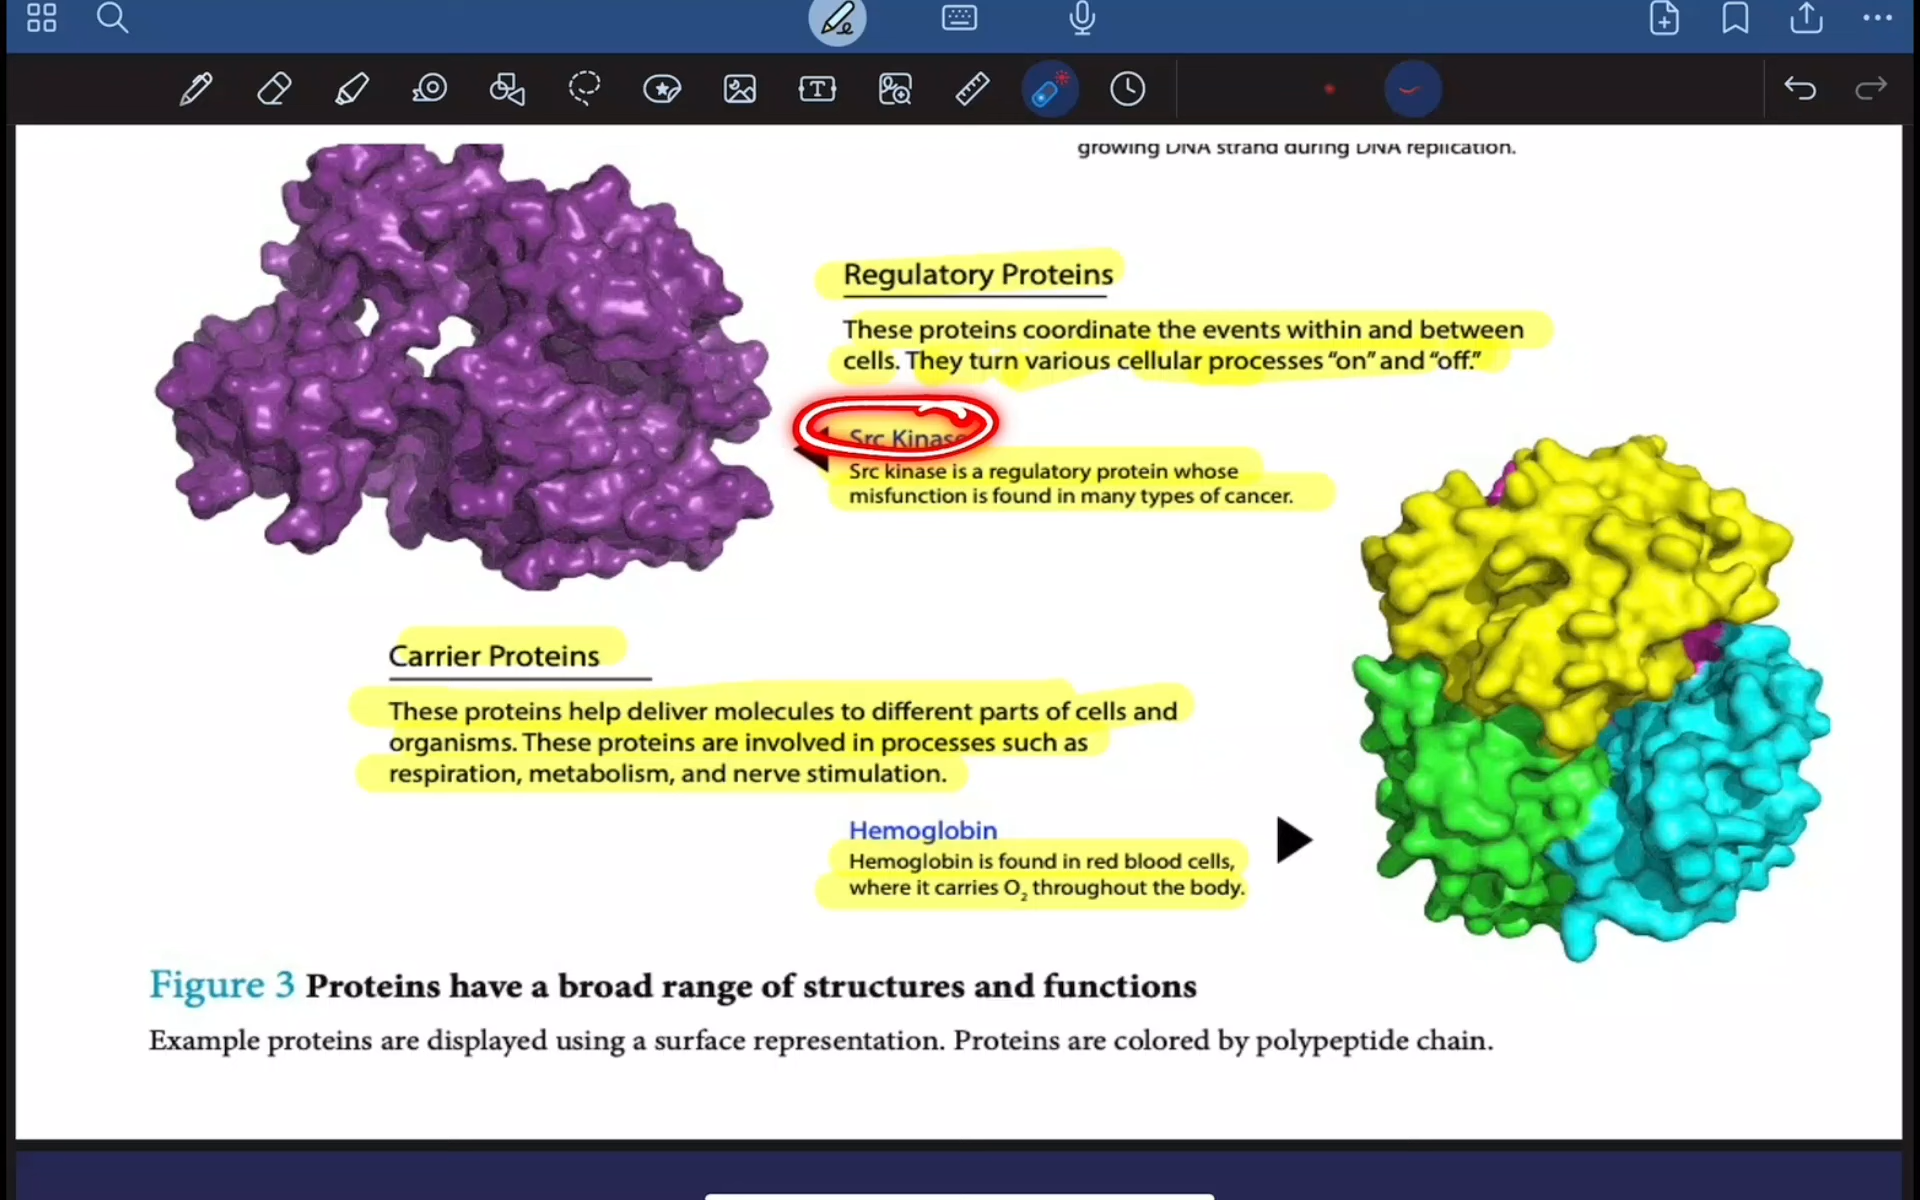 growing DNA strand during DNA replication.
Regulatory Proteins
These proteins coordinate the events within and between
cells. They turn various cellular processes “on” and “off.”
Src Kinase
Src kinase is a regulatory protein whose
misfunction is found in many types of cancer.
Carrier Proteins
These proteins help deliver molecules to different parts of cells and
organisms. These proteins are involved in processes such as
respiration, metabolism, and nerve stimulation.
Hemoglobin
Hemoglobin is found in red blood cells,
where it carries O₂ throughout the body.
Figure 3 Proteins have a broad range of structures and functions
Example proteins are displayed using a surface representation. Proteins are colored by polypeptide chain.